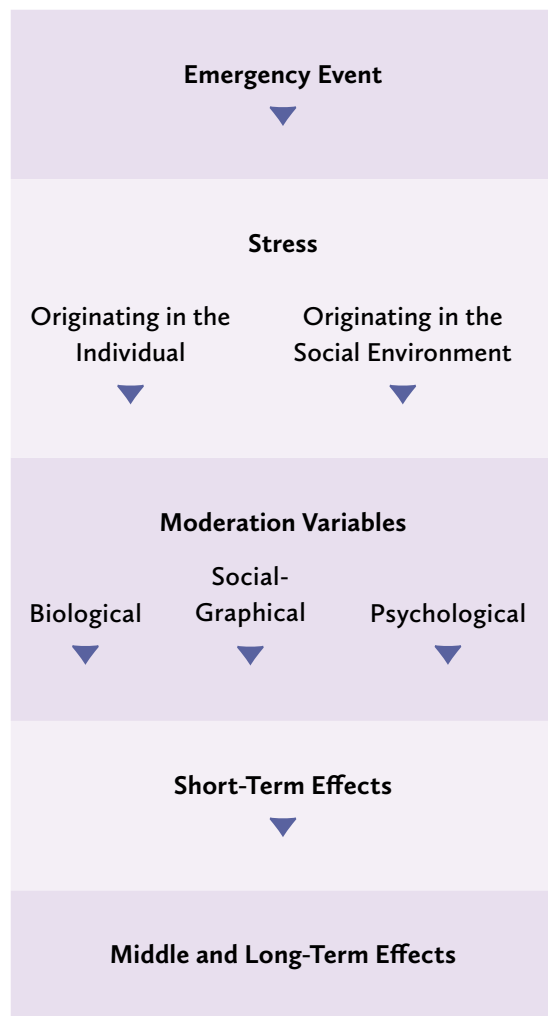 Emergency Event
Stress
Originating in the
Individual
Originating in the
Social Environment
Moderation Variables
Biological
Social-
Graphical
Psychological
Short-Term Effects
Middle and Long-Term Effects